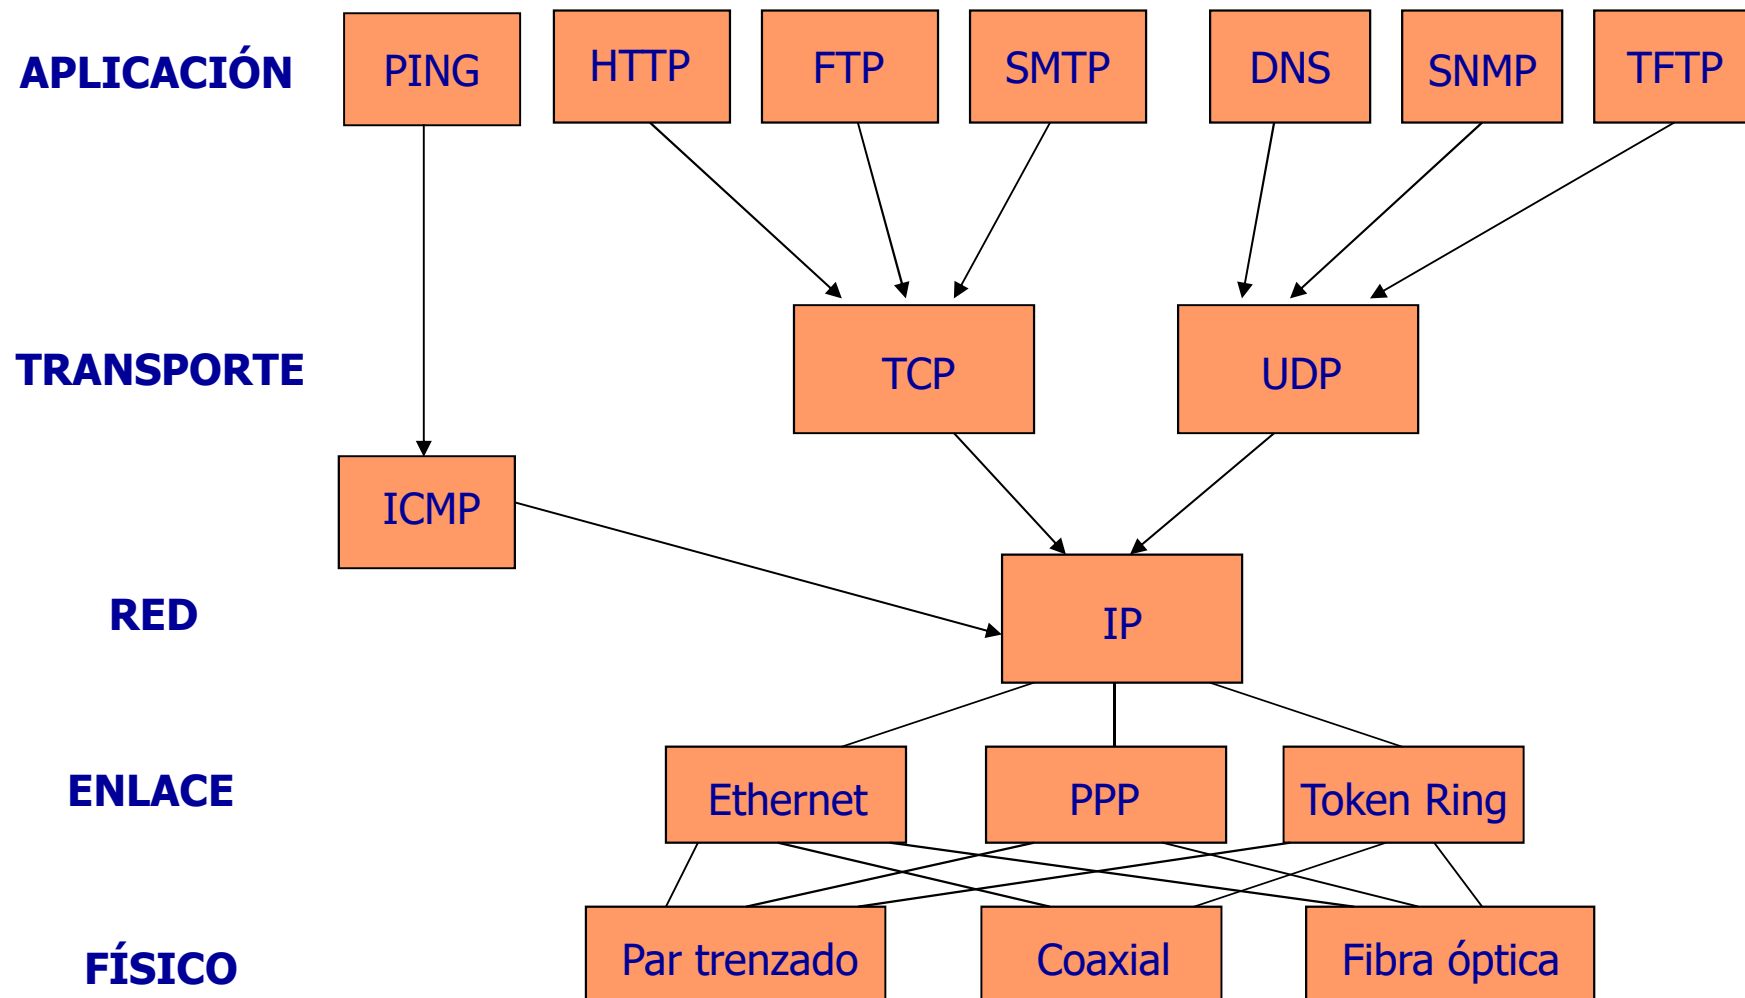 APLICACIÓN
PING
HTTP
FTP
SMTP
DNS
SNMP
TFTP
TRANSPORTE
TCP
UDP
ICMP
RED
IP
ENLACE
Ethernet
PPP
Token Ring
FÍSICO
Par trenzado
Coaxial
Fibra óptica